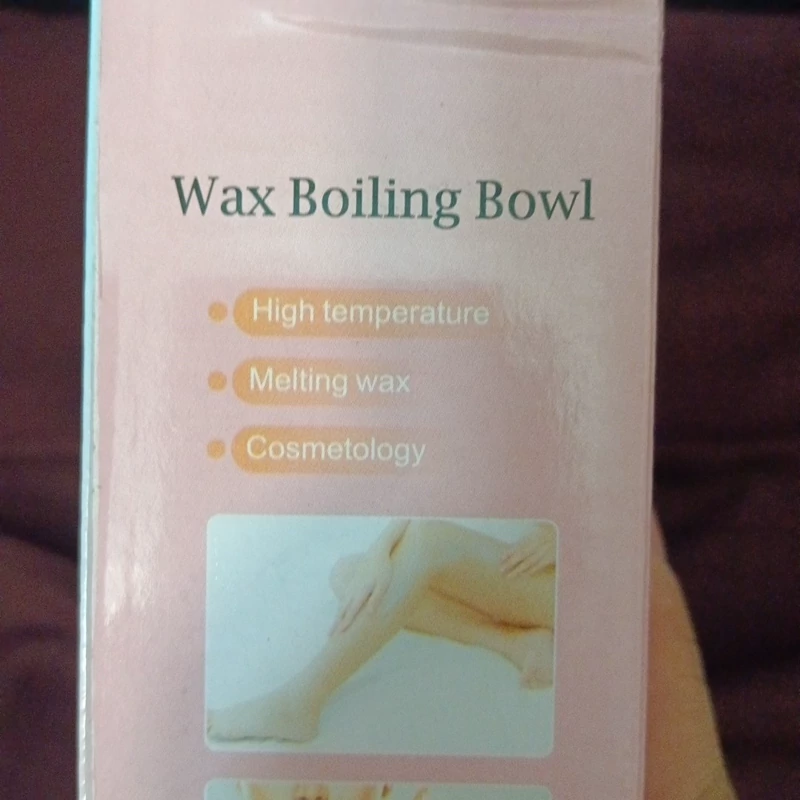 Wax Boiling Bowl
High temperature
Melting wax
Cosmetology